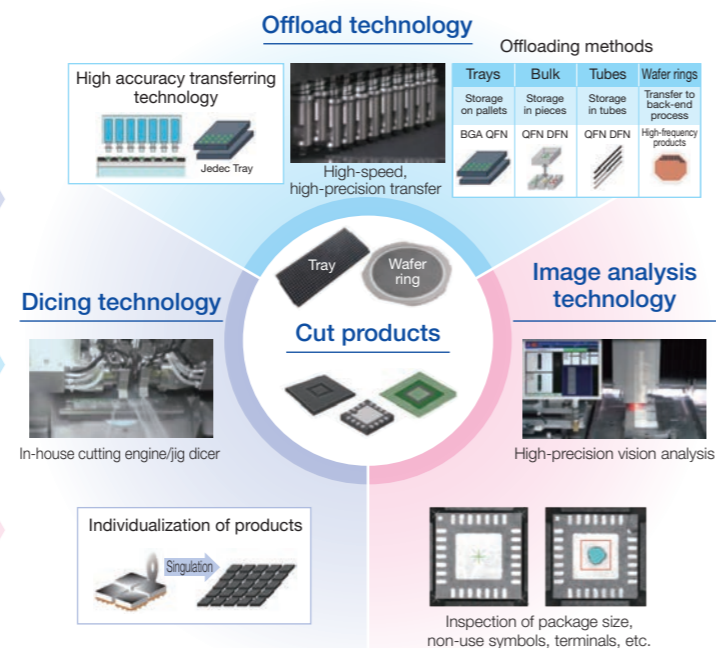 Offload technology
High accuracy transferring
technology
Jedec Tray
High-speed,
high-precision transfer
Offloading methods
Trays Bulk Tubes Wafer rings
Storage
on pallets
Storage
in pieces
Storage
in tubes
Transfer to
back-end
process
BGA QFN
QFN DFN
QFN DFN
High-frequency
products
Tray
Wafer
ring
Cut products
Dicing technology
In-house cutting engine/jig dicer
Individualization of products
Singulation
Image analysis
technology
High-precision vision analysis
Inspection of package size,
non-use symbols, terminals, etc.